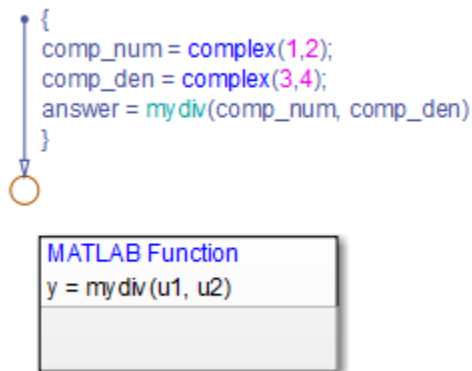 {
comp_num = complex(1,2);
comp_den = complex(3,4);
answer = mydiv(comp_num, comp_den)
}
MATLAB Function
y = mydiv(u1, u2)